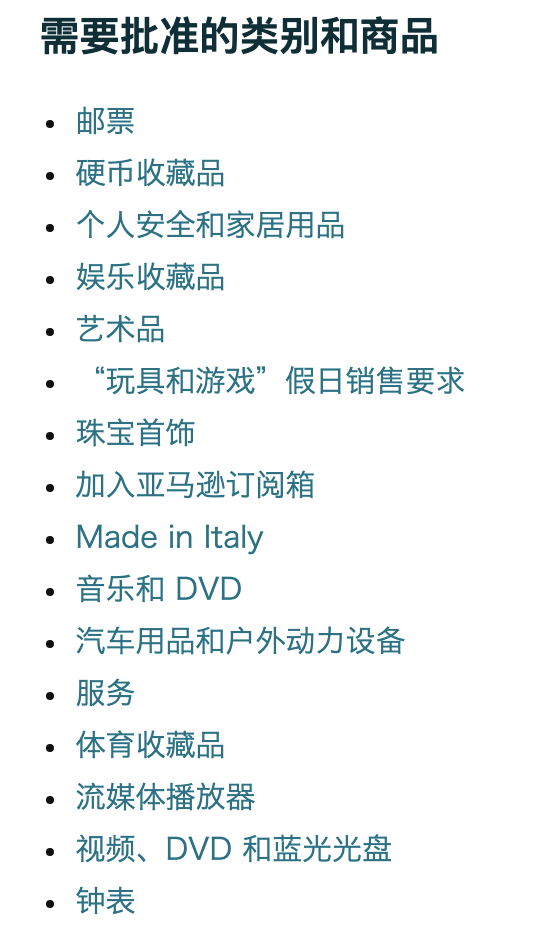 需要批准的类别和商品
• 邮票
• 硬币收藏品
• 个人安全和家居用品
• 娱乐收藏品
• 艺术品
• “玩具和游戏”假日销售要求
• 珠宝首饰
• 加入亚马逊订阅箱
• Made in Italy
• 音乐和 DVD
• 汽车用品和户外动力设备
• 服务
• 体育收藏品
• 流媒体播放器
• 视频、DVD 和蓝光光盘
• 钟表